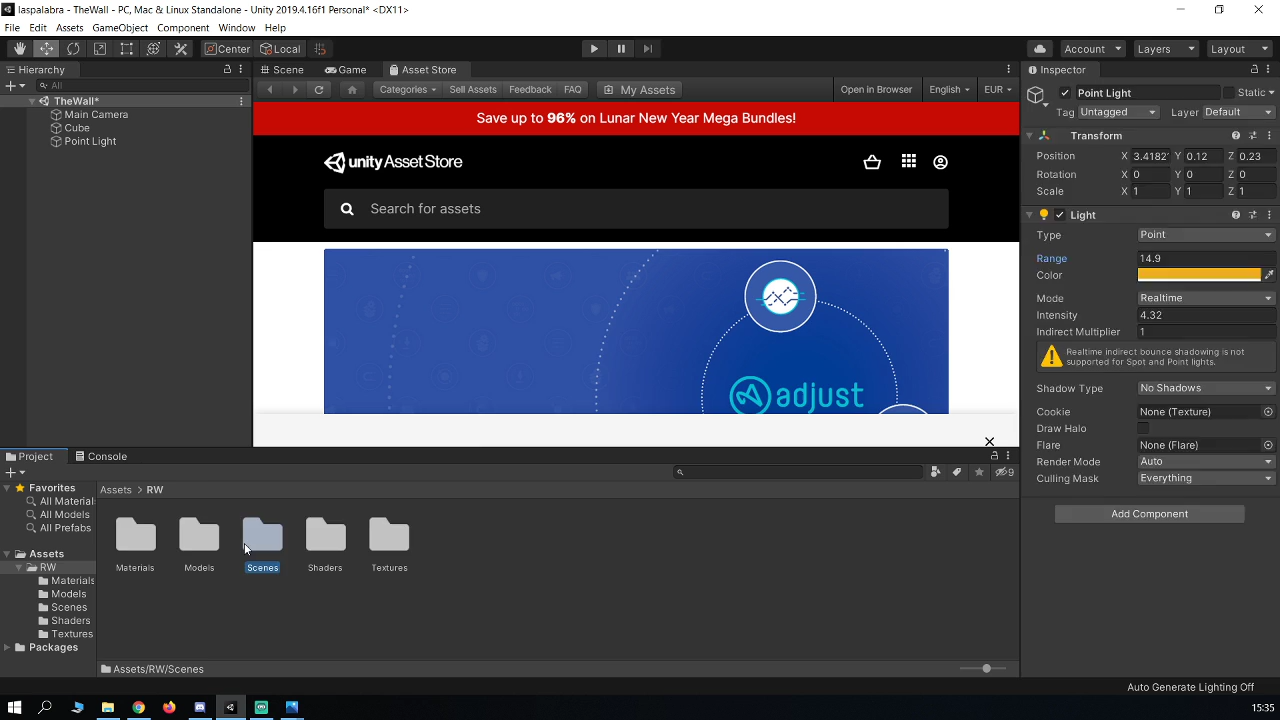 laspalabra - TheWall - PC, Mac & Linux Standalone - Unity 2019.4.16f1 Personal* <DX11>
File Edit Assets GameObject Component Window Help
Center Local Account Layers Layout
Hierarchy Scene Game Asset Store Inspector
All Categories Sell Assets Feedback FAQ My Assets Open in Browser English EUR Point Light Static
TheWall*
Main Camera
Cube
Point Light
Save up to 96% on Lunar New Year Mega Bundles!
unity Asset Store
Search for assets
adjust
Tag Untagged Layer Default
Transform
Position X 3.4182 Y 0.12 Z 0.23
Rotation X 0 Y 0 Z 0
Scale X 1 Y 1 Z 1
Light
Type Point
Range 14.9
Color
Mode Realtime
Intensity 4.32
Indirect Multiplier 1
Realtime indirect bounce shadowing is not
supported for Spot and Point lights.
Shadow Type No Shadows
Cookie None (Texture)
Draw Halo
Flare None (Flare)
Render Mode Auto
Culling Mask Everything
Add Component
Project Console
9
Favorites
All Material
All Models
All Prefabs
Assets
RW
Materials
Models
Scenes
Shaders
Textures
Packages
Assets > RW
Materials Models Scenes Shaders Textures
Assets/RW/Scenes
Auto Generate Lighting Off
15:35